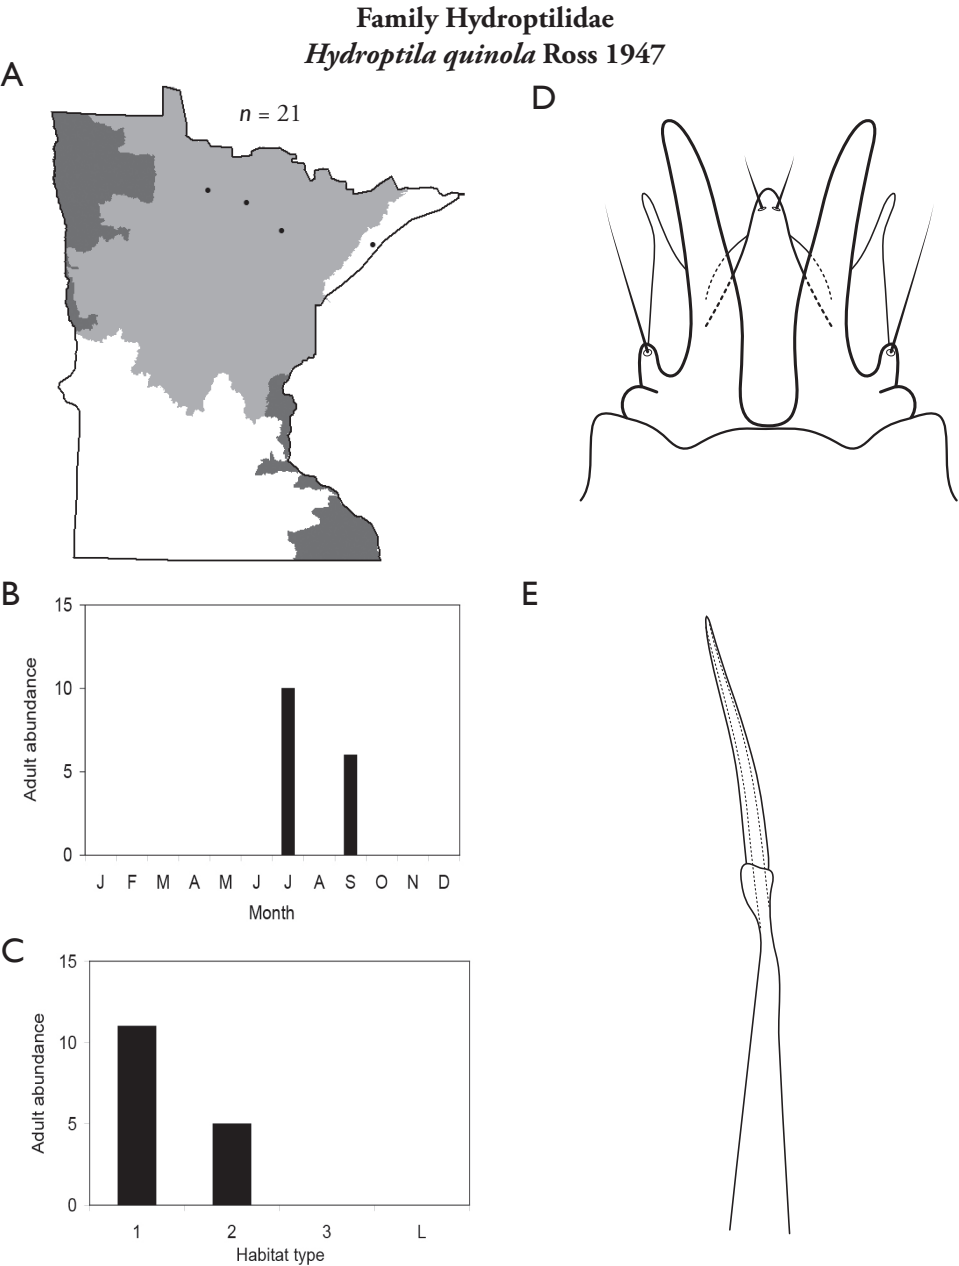 Family Hydroptilidae
Hydroptila quinola Ross 1947
A
n = 21
D
B
15
10
5
0
Adult abundance
J F M A M J J A S O N D
Month
E
C
15
10
5
0
Adult abundance
1 2 3 L
Habitat type